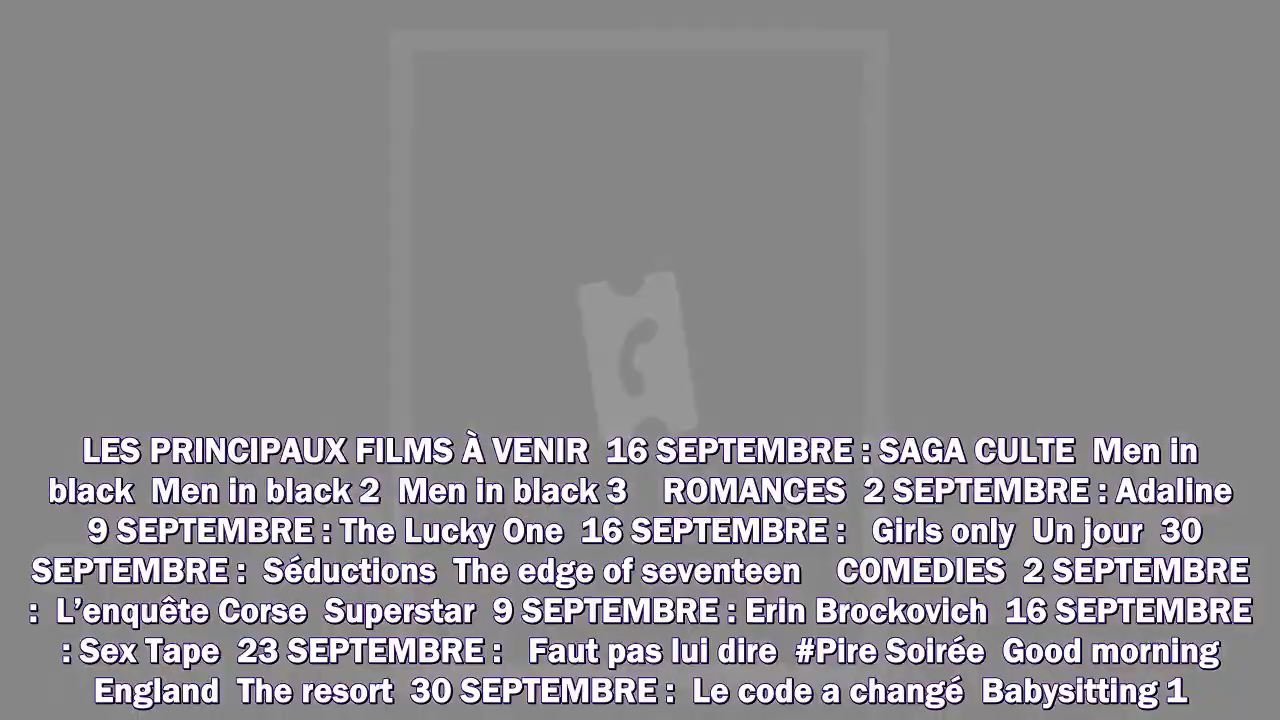 LES PRINCIPAUX FILMS À VENIR 16 SEPTEMBRE : SAGA CULTE Men in
black Men in black 2 Men in black 3 ROMANCES 2 SEPTEMBRE : Adaline
9 SEPTEMBRE : The Lucky One 16 SEPTEMBRE : Girls only Un jour 30
SEPTEMBRE : Séductions The edge of seventeen COMEDIES 2 SEPTEMBRE
: L’enquête Corse Superstar 9 SEPTEMBRE : Erin Brockovich 16 SEPTEMBRE
: Sex Tape 23 SEPTEMBRE : Faut pas lui dire #Pire Soirée Good morning
England The resort 30 SEPTEMBRE : Le code a changé Babysitting 1